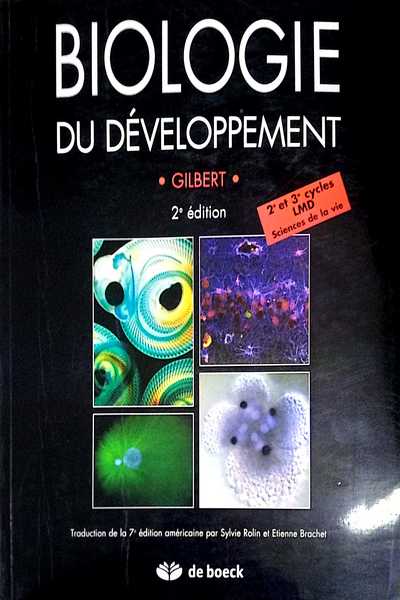 BIOLOGIE
DU DÉVELOPPEMENT
• GILBERT •
2e édition
2e et 3e cycles
LMD
Sciences de la vie
Traduction de la 7e édition américaine par Sylvie Rolin et Etienne Brachet
de boeck